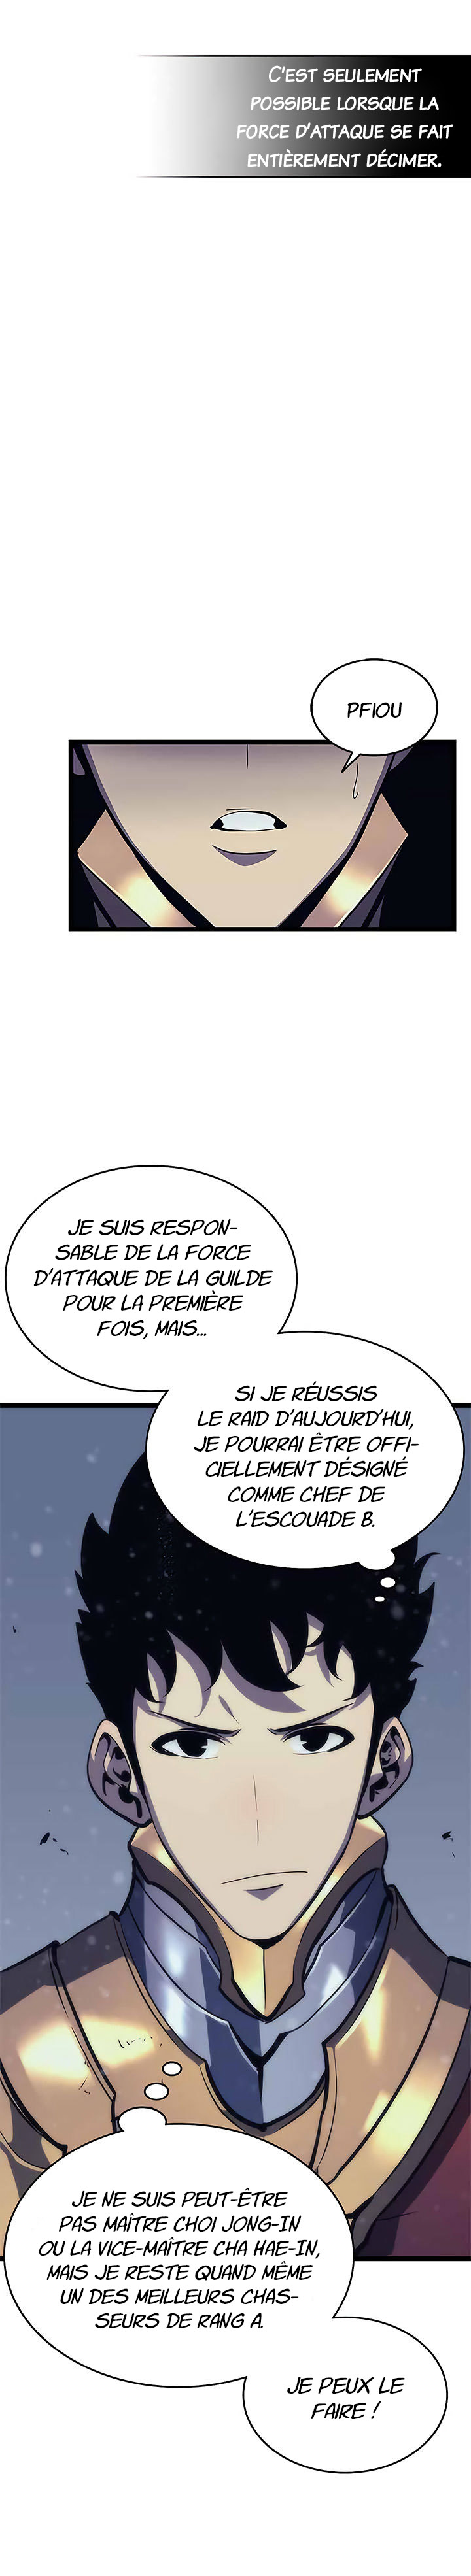 C'EST SEULEMENT
POSSIBLE LORSQUE LA
FORCE D'ATTAQUE SE FAIT
ENTIÈREMENT DÉCIMER.
PFIOU
JE SUIS RESPON-
SABLE DE LA FORCE
D'ATTAQUE DE LA GUILDE
POUR LA PREMIÈRE
FOIS, MAIS...
SI JE RÉUSSIS
LE RAID D'AUJOURD'HUI,
JE POURRAI ÊTRE OFFI-
CIELLEMENT DÉSIGNÉ
COMME CHEF DE
L'ESCOUADE B.
JE NE SUIS PEUT-ÊTRE
PAS MAÎTRE CHOI JONG-IN
OU LA VICE-MAÎTRE CHA HAE-IN,
MAIS JE RESTE QUAND MÊME
UN DES MEILLEURS CHAS-
SEURS DE RANG A.
JE PEUX LE
FAIRE !